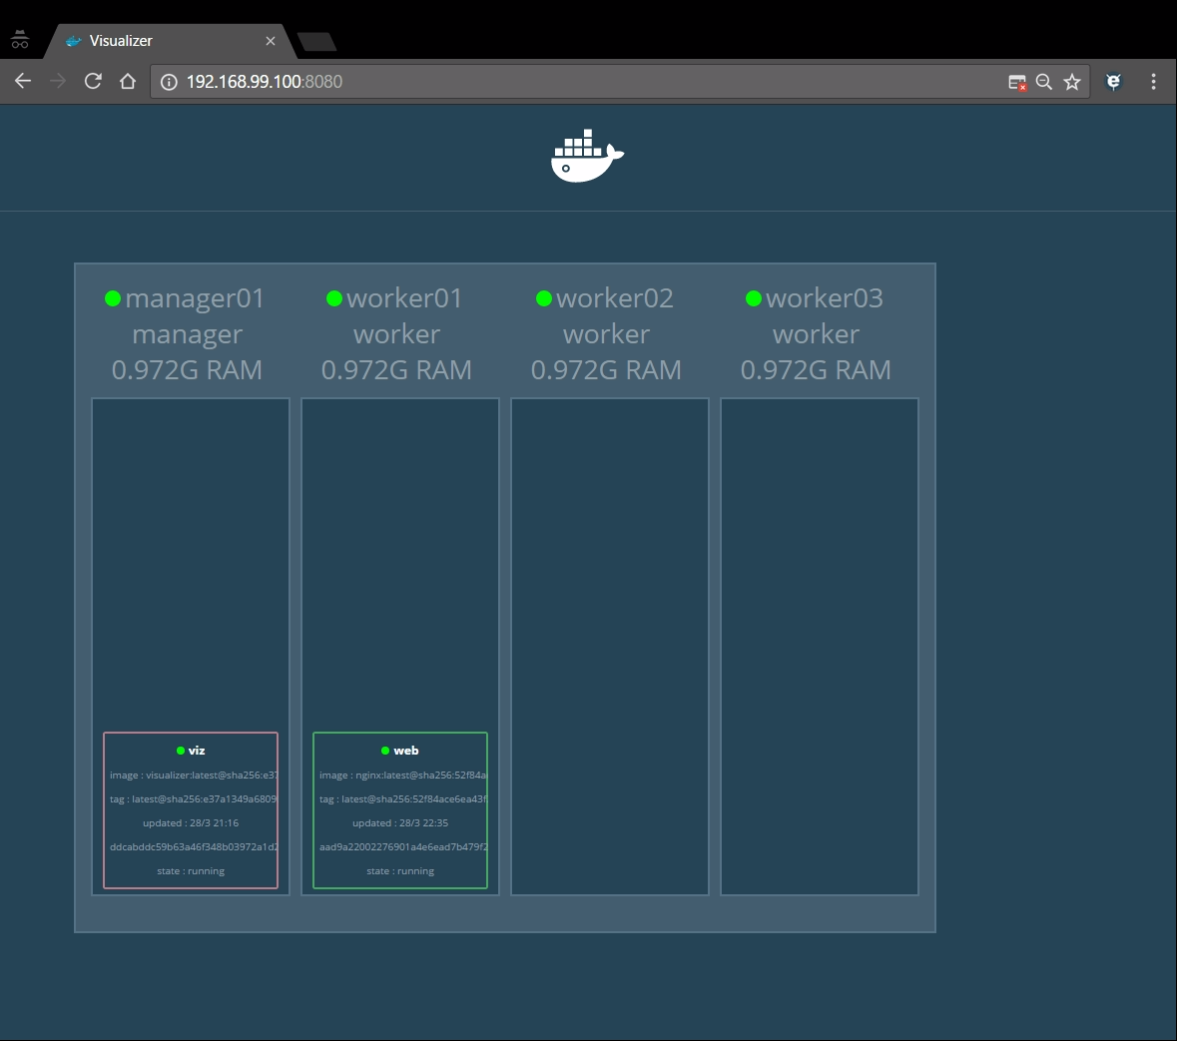 Visualizer
192.168.99.100:8080
manager01
manager
0.972G RAM
worker01
worker
0.972G RAM
worker02
worker
0.972G RAM
worker03
worker
0.972G RAM
viz
image : visualizer:latest@sha256:e37
tag : latest@sha256:e37a1349a6809
updated : 28/3 21:16
ddcabddc59b63a46f348b03972a1d2
state : running
web
image : nginx:latest@sha256:52f84a
tag : latest@sha256:52f84ace6ea43f
updated : 28/3 22:35
aad9a22002276901a4e6ead7b479f2
state : running